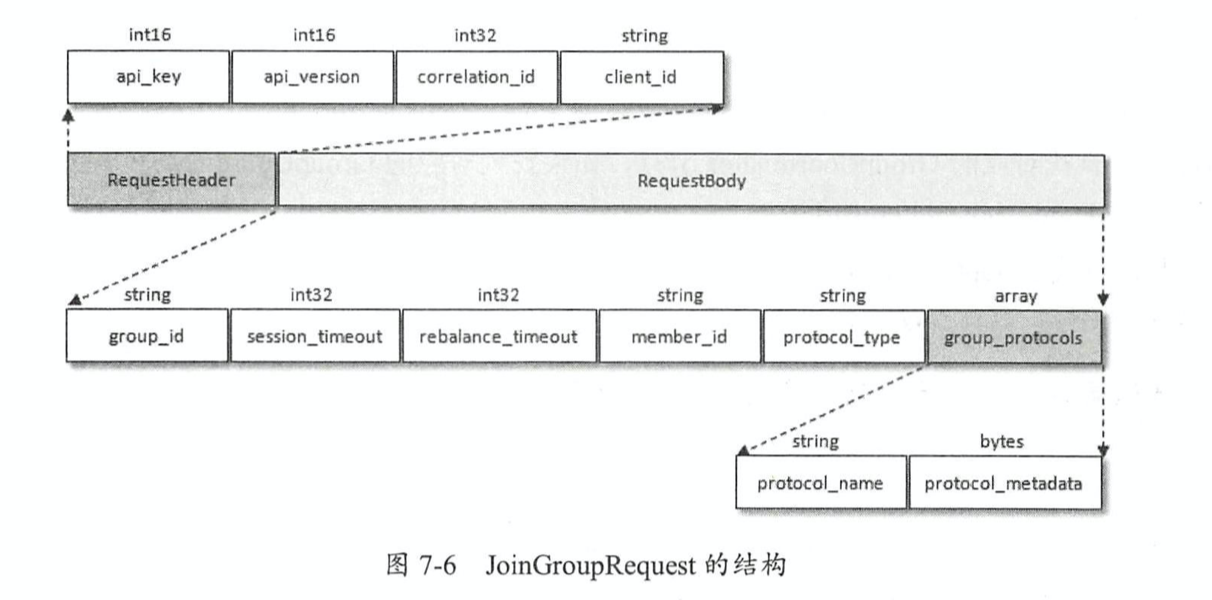 int16 int16 int32 string
api_key api_version correlation_id client_id
RequestHeader RequestBody
string int32 int32 string string array
group_id session_timeout rebalance_timeout member_id protocol_type group_protocols
string bytes
protocol_name protocol_metadata
图 7-6 JoinGroupRequest 的结构